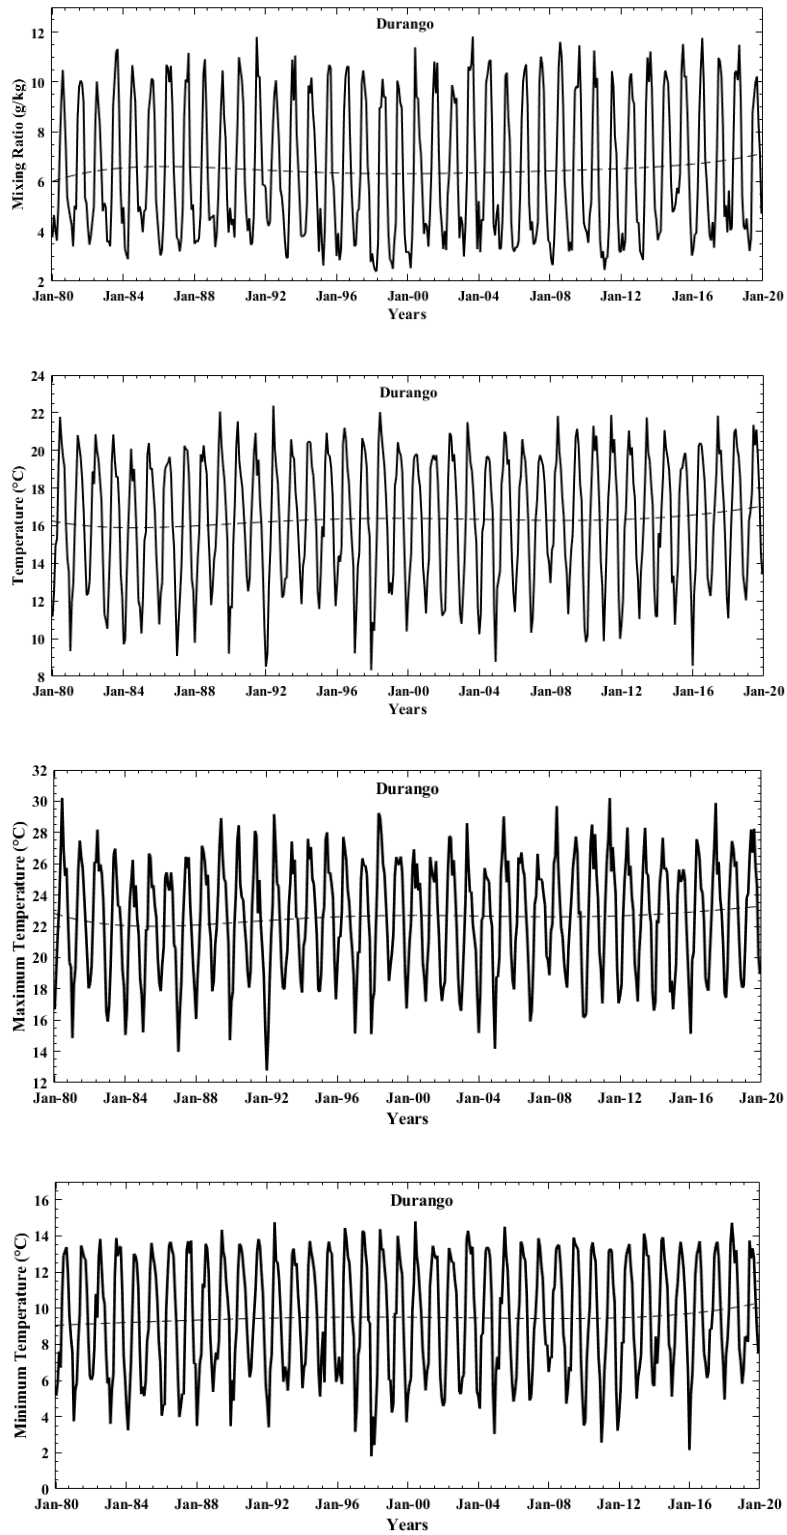 Durango
12
10
8
6
4
2
Mixing Ratio (g/kg)
Jan-80 Jan-84 Jan-88 Jan-92 Jan-96 Jan-00 Jan-04 Jan-08 Jan-12 Jan-16 Jan-20
Years
Durango
24
22
20
18
16
14
12
10
8
Temperature (°C)
Jan-80 Jan-84 Jan-88 Jan-92 Jan-96 Jan-00 Jan-04 Jan-08 Jan-12 Jan-16 Jan-20
Years
Durango
32
30
28
26
24
22
20
18
16
14
12
Maximum Temperature (°C)
Jan-80 Jan-84 Jan-88 Jan-92 Jan-96 Jan-00 Jan-04 Jan-08 Jan-12 Jan-16 Jan-20
Years
Durango
16
14
12
10
8
6
4
2
0
Minimum Temperature (°C)
Jan-80 Jan-84 Jan-88 Jan-92 Jan-96 Jan-00 Jan-04 Jan-08 Jan-12 Jan-16 Jan-20
Years